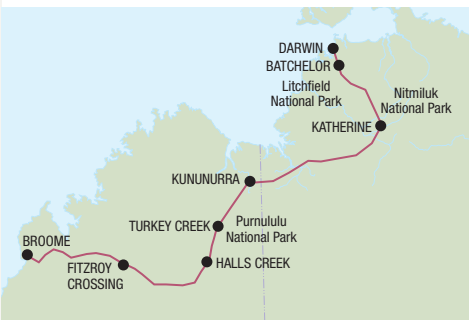 DARWIN
BATCHELOR
Litchfield
National Park
Nitmiluk
National Park
KATHERINE
KUNUNURRA
TURKEY CREEK
Purnululu
National Park
BROOME
FITZROY
CROSSING
HALLS CREEK